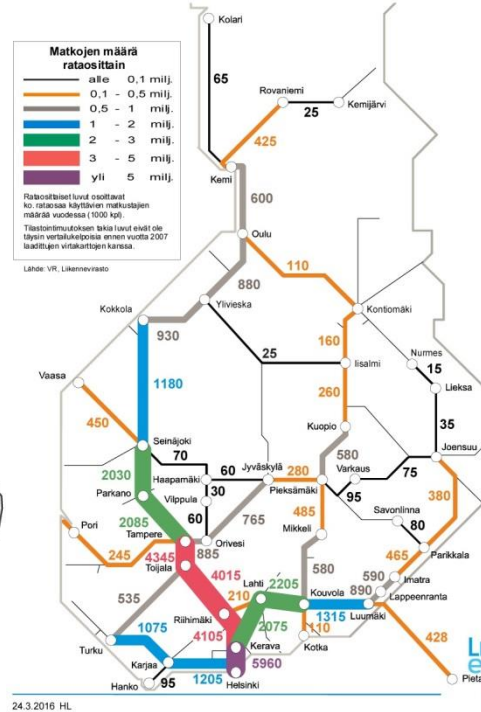 Kolari
Matkojen määrä
rataosittain
alle 0,1 milj.
0,1 - 0,5 milj.
0,5 - 1 milj.
1 - 2 milj.
2 - 3 milj.
3 - 5 milj.
yli 5 milj.
Rataosittaiset luvut osoittavat
ko. rataosaa käyttävien matkustajien
määrää vuodessa (1000 kpl).
Tilastointimuutoksen takia luvut eivät ole
täysin vertailukelpoisia ennen vuotta 2007
laadittujen virtakarttojen kanssa.
Lähde: VR, Liikennevirasto
65
Rovaniemi
25
Kemijärvi
425
Kemi
600
Oulu
880
110
Kokkola
Ylivieska
Kontiomäki
930
25
160
Iisalmi
Nurmes
15
Lieksa
Vaasa
1180
260
450
Kuopio
35
Seinäjoki
70
Joensuu
2030
Haapamäki
60
Jyväskylä
280
580
Varkaus
75
Parkano
30
Pieksämäki
95
Vilppula
Savonlinna
380
2085
60
765
485
80
Pori
Tampere
Mikkeli
245
885
Orivesi
Parikkala
4345
465
Toijala
4015
580
Imatra
535
Lahti
2205
590
210
Kouvola
890
Lappeenranta
Riihimäki
1315
Luumäki
1075
4105
2075
110
Turku
Kerava
Kotka
428
Karjaa
5960
Hanko
95
1205
Helsinki
Pieta
24.3.2016 HL